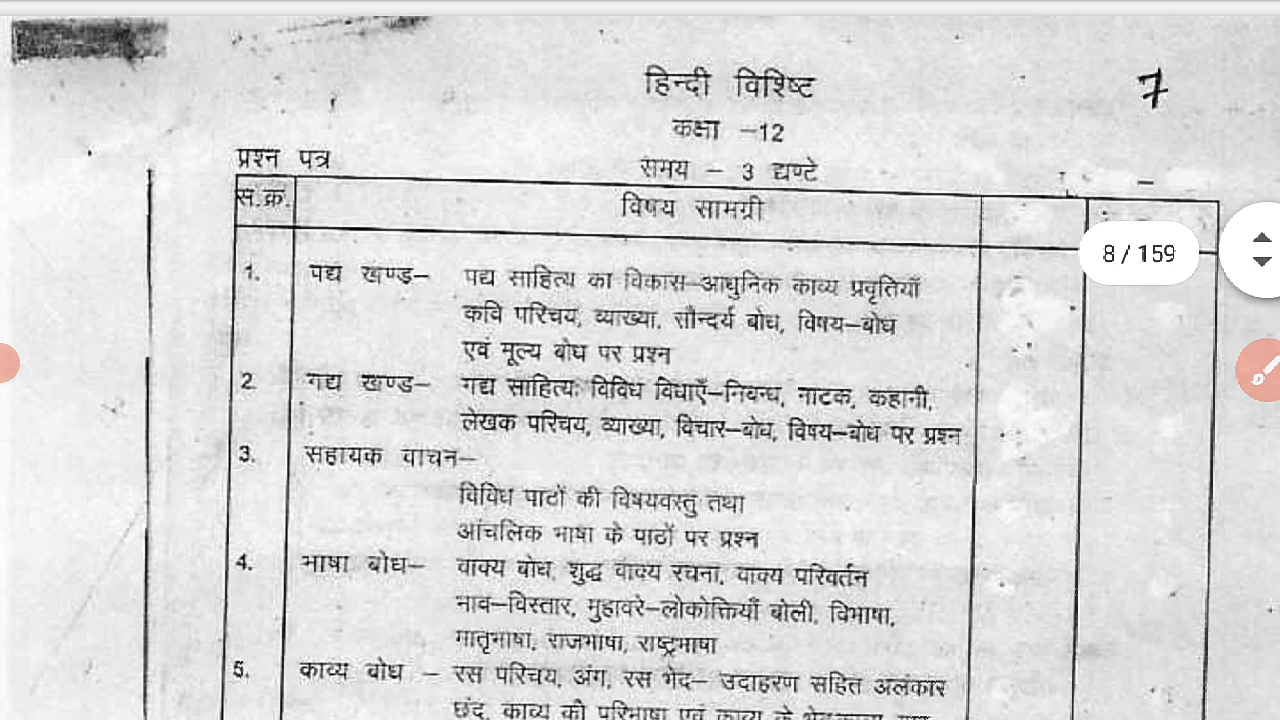 हिन्दी विशिष्ट
7
कक्षा –12
प्रश्न पत्र
समय – 3 घण्टे
स.क्र.
विषय सामग्री
8 / 159
1. पद्य खण्ड– पद्य साहित्य का विकास–आधुनिक काव्य प्रवृतियाँ
कवि परिचय, व्याख्या, सौन्दर्य बोध, विषय–बोध
एवं मूल्य बोध पर प्रश्न
2. गद्य खण्ड– गद्य साहित्यः विविध विधाएँ–निबन्ध, नाटक, कहानी,
लेखक परिचय, व्याख्या, विचार–बोध, विषय–बोध पर प्रश्न
3. सहायक वाचन–
विविध पाठों की विषयवस्तु तथा
आंचलिक भाषा के पाठों पर प्रश्न
4. भाषा बोध– वाक्य बोध, शुद्ध वाक्य रचना, वाक्य परिवर्तन
भाव–विस्तार, मुहावरे–लोकोक्तियाँ बोली, विभाषा,
मातृभाषा, राजभाषा, राष्ट्रभाषा
5. काव्य बोध – रस परिचय, अंग, रस भेद– उदाहरण सहित अलंकार
छंद, काव्य की परिभाषा एवं काव्य के भेद